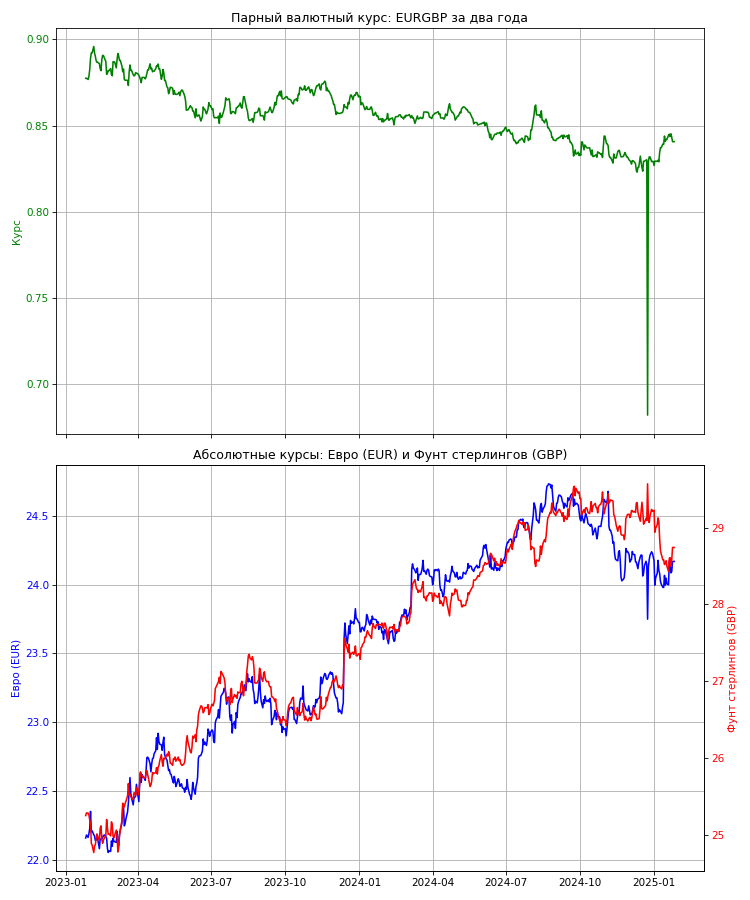 Парный валютный курс: EURGBP за два года
0.90
0.85
0.80
0.75
0.70
Курс
Абсолютные курсы: Евро (EUR) и Фунт стерлингов (GBP)
24.5
24.0
23.5
23.0
22.5
22.0
Евро (EUR)
29
28
27
26
25
Фунт стерлингов (GBP)
2023-01 2023-04 2023-07 2023-10 2024-01 2024-04 2024-07 2024-10 2025-01